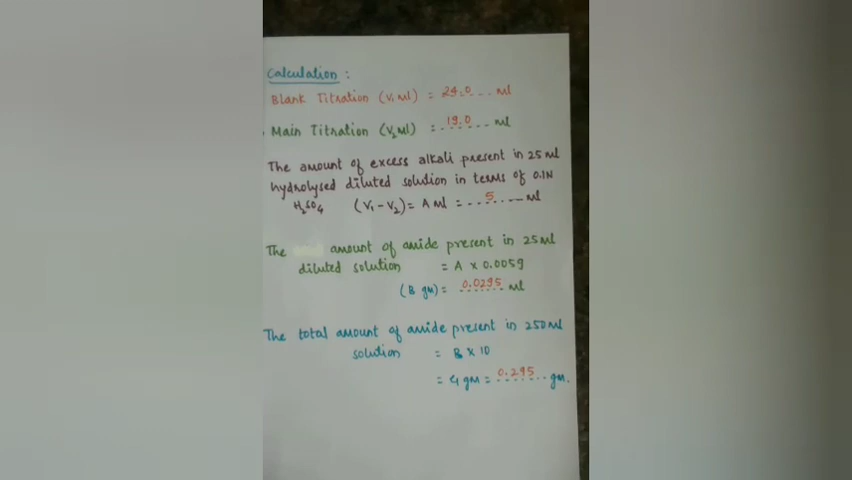 Calculation :
Blank Titration (V₁ ml) = 24.0 ... ml
Main Titration (V₂ ml) = 19.0 ... ml
The amount of excess alkali present in 25 ml
hydrolysed diluted solution in terms of 0.1N
H₂SO₄ (V₁ - V₂) = A ml = ... 5 ... ml
The amount of amide present in 25 ml
diluted solution = A x 0.0059
(B gm) = 0.0295 ml
The total amount of amide present in 250 ml
solution = B x 10
= gm = 0.295 .. gm.